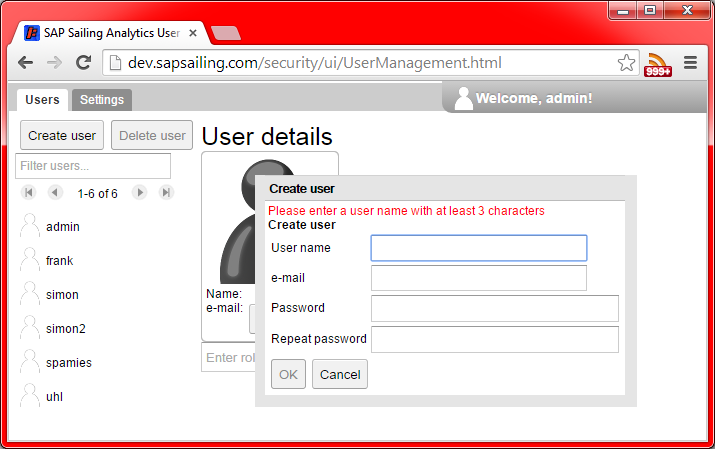 SAP Sailing Analytics User
dev.sapsailing.com/security/ui/UserManagement.html
999+
Users
Settings
Welcome, admin!
Create user
Delete user
User details
Filter users...
1-6 of 6
admin
frank
simon
simon2
spamies
uhl
Name:
e-mail:
Enter rol
Create user
Please enter a user name with at least 3 characters
Create user
User name
e-mail
Password
Repeat password
OK
Cancel